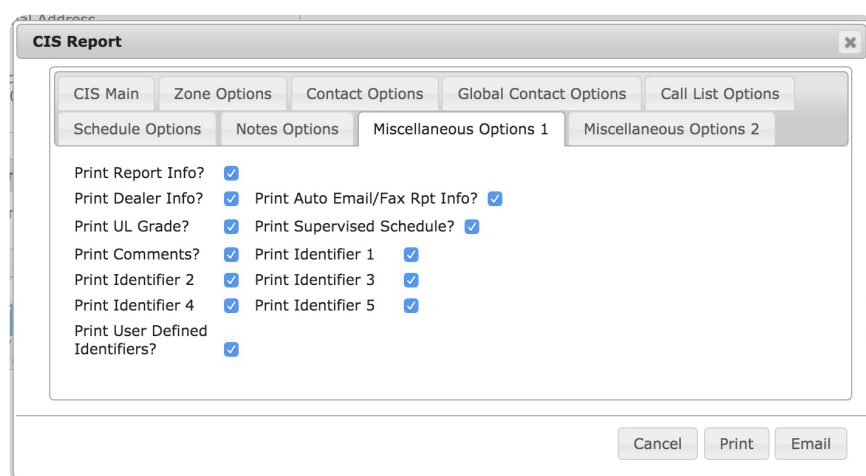 al Address
CIS Report
CIS Main Zone Options Contact Options Global Contact Options Call List Options
Schedule Options Notes Options Miscellaneous Options 1 Miscellaneous Options 2
Print Report Info?
Print Dealer Info? Print Auto Email/Fax Rpt Info?
Print UL Grade? Print Supervised Schedule?
Print Comments? Print Identifier 1
Print Identifier 2 Print Identifier 3
Print Identifier 4 Print Identifier 5
Print User Defined
Identifiers?
Cancel Print Email